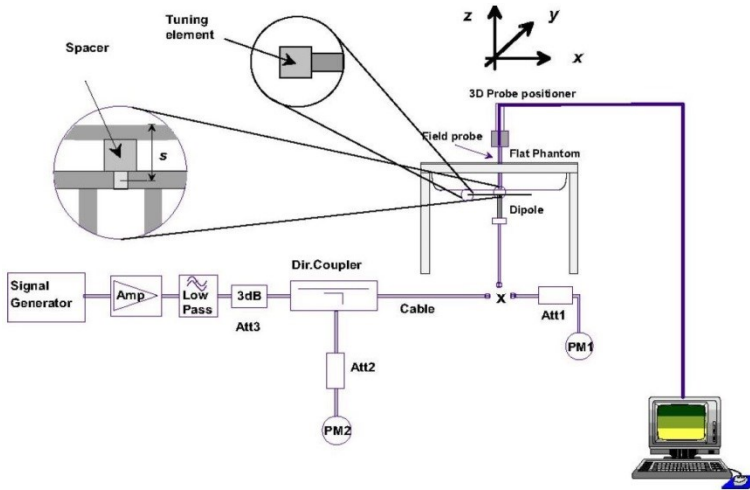 Tuning
element
Spacer
s
z
y
x
3D Probe positioner
Field probe
Flat Phantom
Dipole
Signal
Generator
Amp
Low
Pass
3dB
Att3
Dir.Coupler
Cable
x
Att1
PM1
Att2
PM2